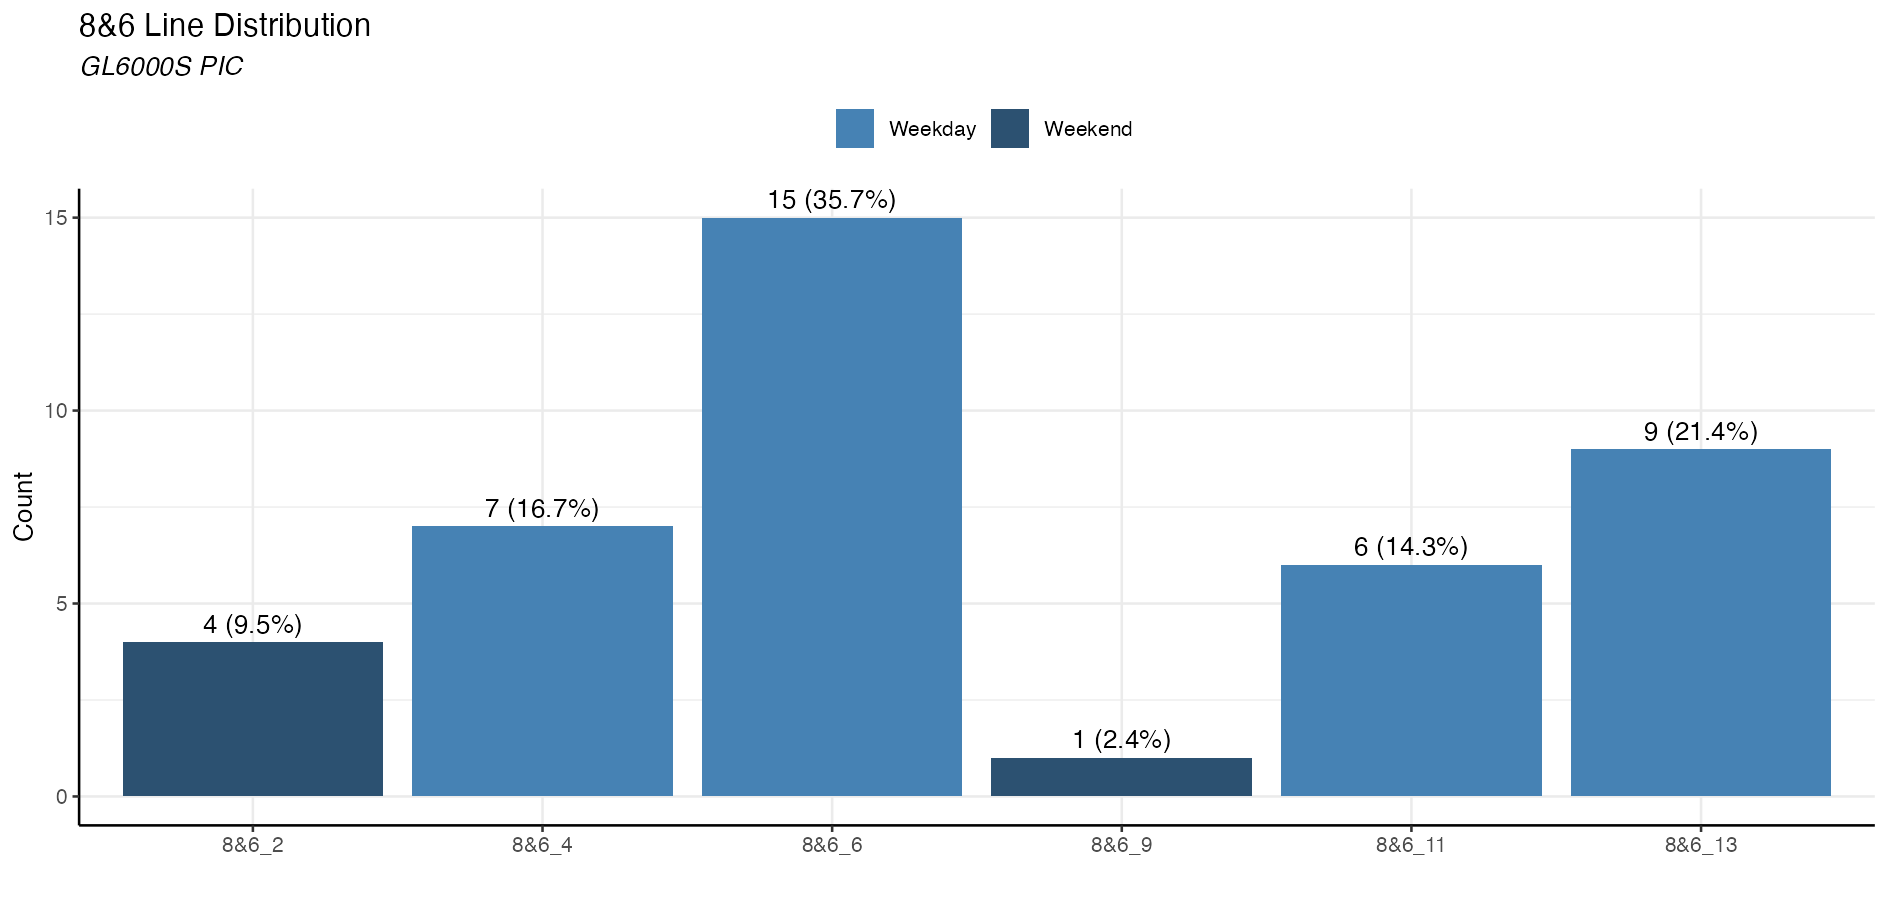 8&6 Line Distribution
GL6000S PIC
Weekday Weekend
15 (35.7%)
15
10
9 (21.4%)
7 (16.7%)
6 (14.3%)
5
4 (9.5%)
1 (2.4%)
0
Count
8&6_2 8&6_4 8&6_6 8&6_9 8&6_11 8&6_13